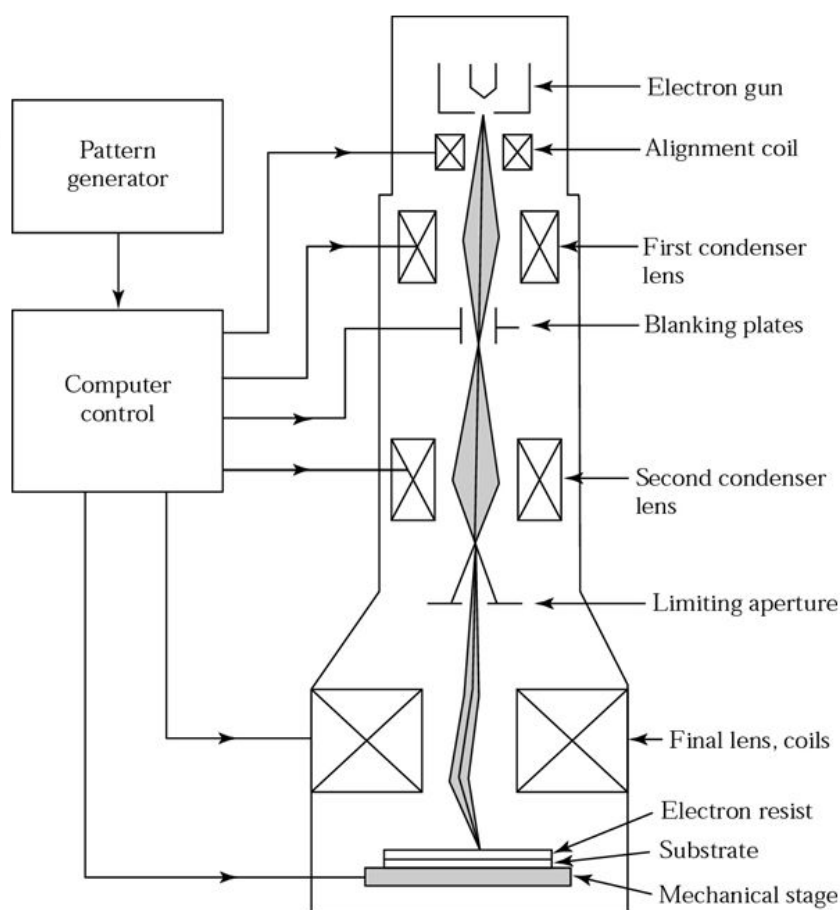 Electron gun
Pattern
generator
Alignment coil
First condenser
lens
Blanking plates
Computer
control
Second condenser
lens
Limiting aperture
Final lens, coils
Electron resist
Substrate
Mechanical stage